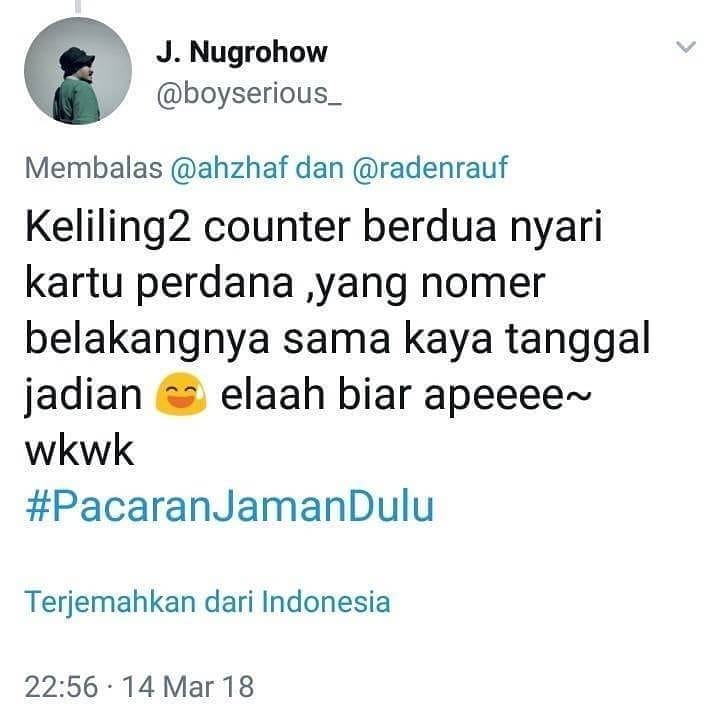 J. Nugrohow
@boyserious_
Membalas @ahzhaf dan @radenrauf
Keliling2 counter berdua nyari
kartu perdana ,yang nomer
belakangnya sama kaya tanggal
jadian 😅 elaah biar apeeee~
wkwk
#PacaranJamanDulu
Terjemahkan dari Indonesia
22:56 · 14 Mar 18